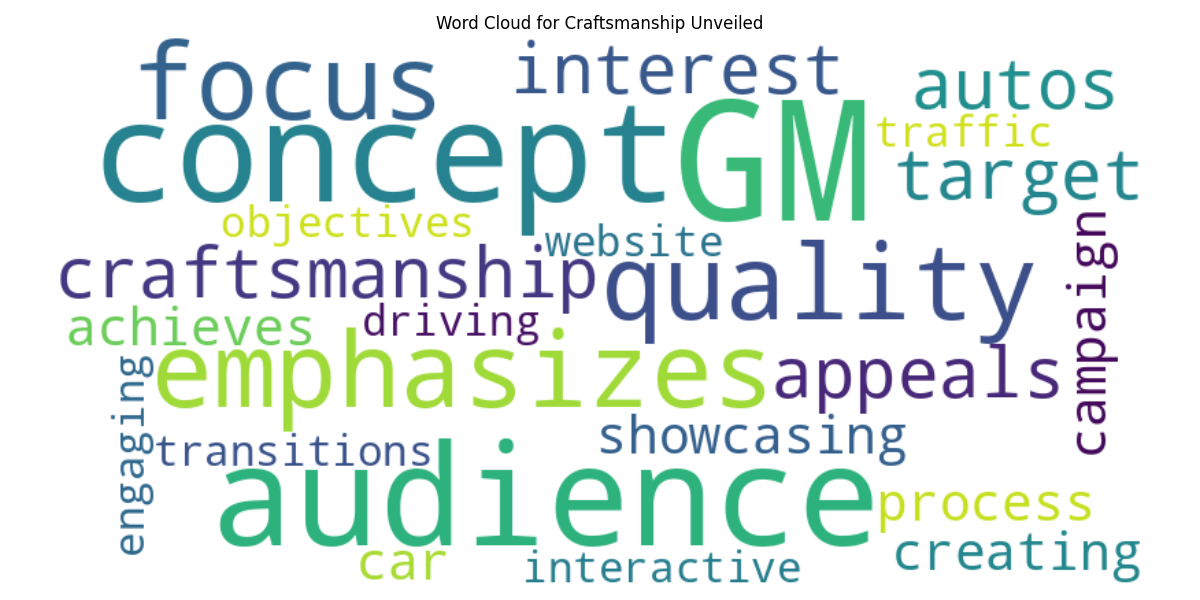 Word Cloud for Craftsmanship Unveiled
focus
interest
autos
concept
GM
traffic
target
objectives
website
craftsmanship
quality
campaign
achieves
driving
emphasizes
appeals
engaging
transitions
showcasing
audience
process
car
interactive
creating